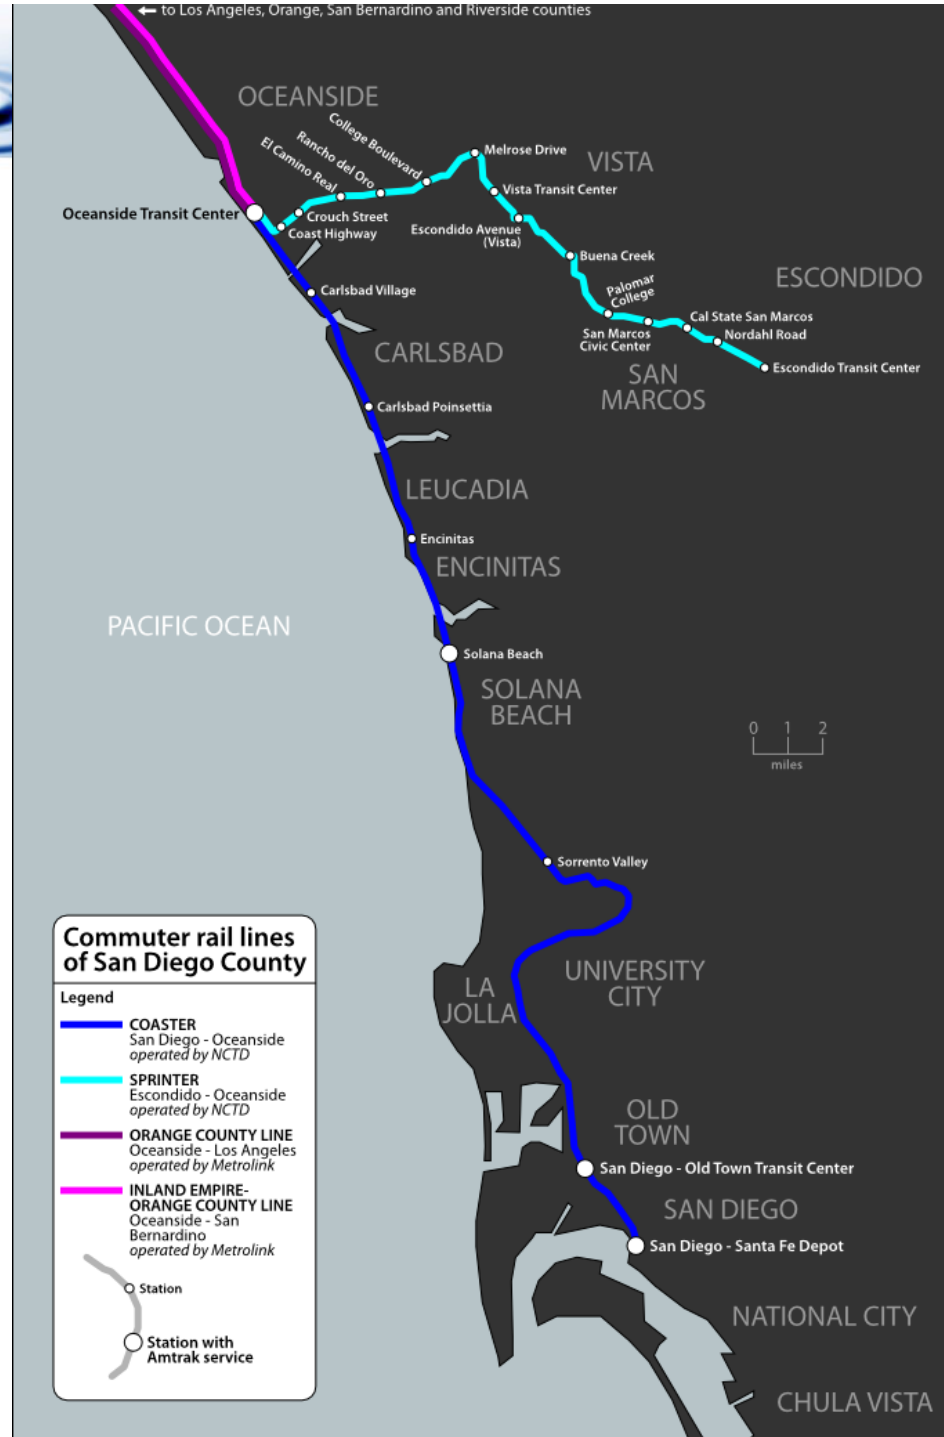 to Los Angeles, Orange, San Bernardino and Riverside counties
OCEANSIDE
College Boulevard
Melrose Drive
VISTA
Rancho del Oro
El Camino Real
Vista Transit Center
Oceanside Transit Center
Crouch Street
Coast Highway
Escondido Avenue
(Vista)
Buena Creek
ESCONDIDO
Carlsbad Village
Palomar
College
Cal State San Marcos
San Marcos
Civic Center
Nordahl Road
CARLSBAD
Escondido Transit Center
SAN
MARCOS
Carlsbad Poinsettia
LEUCADIA
Encinitas
ENCINITAS
PACIFIC OCEAN
Solana Beach
SOLANA
BEACH
0 1 2
miles
Sorrento Valley
UNIVERSITY
CITY
LA
JOLLA
OLD
TOWN
San Diego - Old Town Transit Center
SAN DIEGO
San Diego - Santa Fe Depot
NATIONAL CITY
CHULA VISTA
Commuter rail lines
of San Diego County
Legend
COASTER
San Diego - Oceanside
operated by NCTD
SPRINTER
Escondido - Oceanside
operated by NCTD
ORANGE COUNTY LINE
Oceanside - Los Angeles
operated by Metrolink
INLAND EMPIRE-
ORANGE COUNTY LINE
Oceanside - San
Bernardino
operated by Metrolink
Station
Station with
Amtrak service